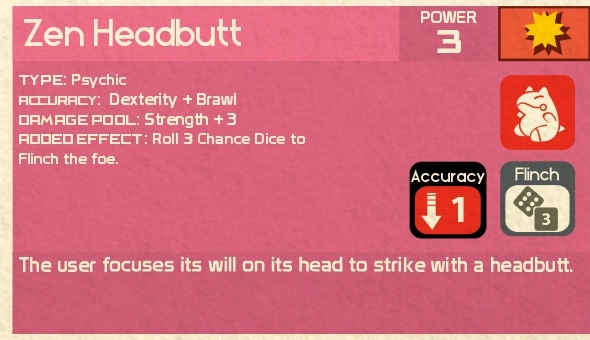 Zen Headbutt
POWER
3
TYPE: Psychic
ACCURACY: Dexterity + Brawl
DAMAGE POOL: Strength + 3
ADDED EFFECT: Roll 3 Chance Dice to
Flinch the foe.
Accuracy
1
Flinch
3
The user focuses its will on its head to strike with a headbutt.